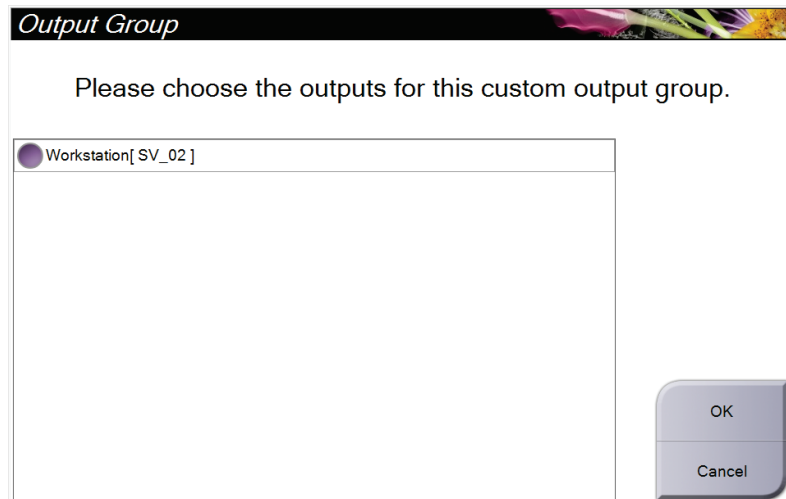 Output Group
Please choose the outputs for this custom output group.
Workstation[ SV_02 ]
OK
Cancel